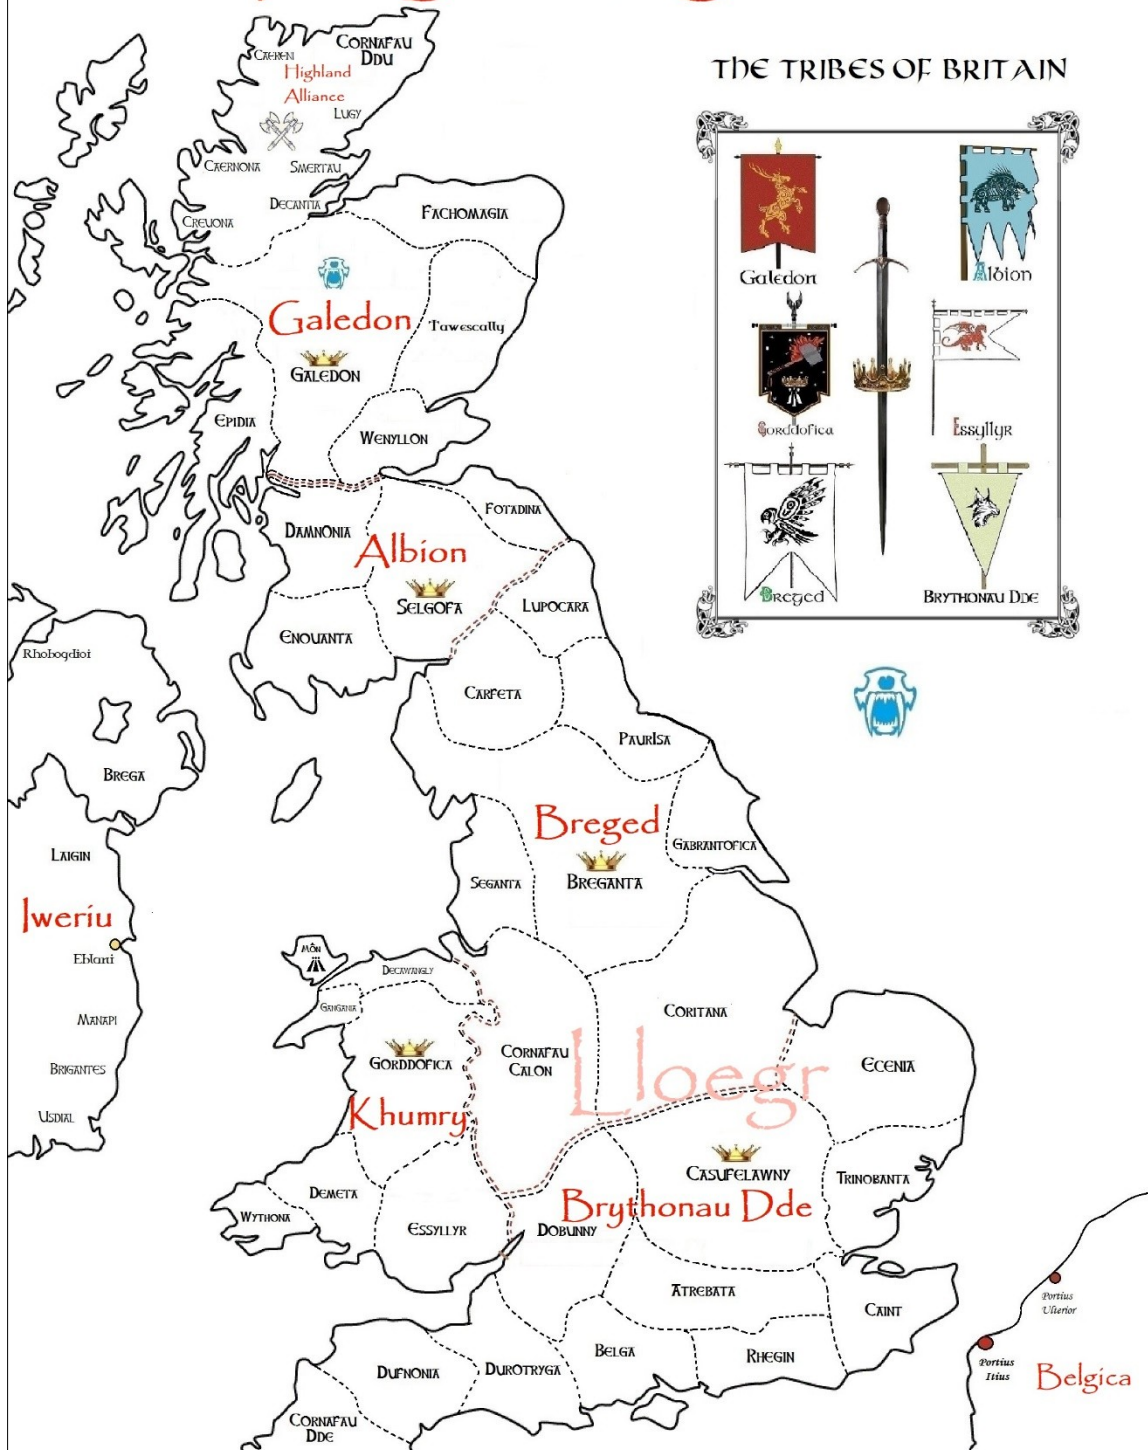 THE TRIBES OF BRITAIN
Galedon
Albion
Gorddofica
Essyllyr
Breged
Brythonau Dde
Caereni
Cornafau
Ddu
Highland
Alliance
Lugy
Caernona
Smertau
Decantia
Creuona
Fachomagia
Galedon
Galedon
Tawescally
Epidia
Wenyllon
Damnonia
Fotadina
Albion
Selgofa
Enouanta
Lupocara
Carfeta
PaurIsa
Rhobogdioi
Brega
Breged
Breganta
Gabrantofica
Seganta
Laigin
Iweriu
Eblani
Manapi
Brigantes
Usdial
Môn
Decawangly
Gangania
Gorddofica
Khumry
Cornafau
Calon
Coritana
Lloegr
Ecenia
Casufelawny
Trinobanta
Brythonau Dde
Demeta
Wythona
Essyllyr
Dobunny
Atrebata
Caint
Belga
Rhegin
Durotryga
Dufnonia
Cornafau
Dde
Portius
Ulterior
Portius
Itius
Belgica